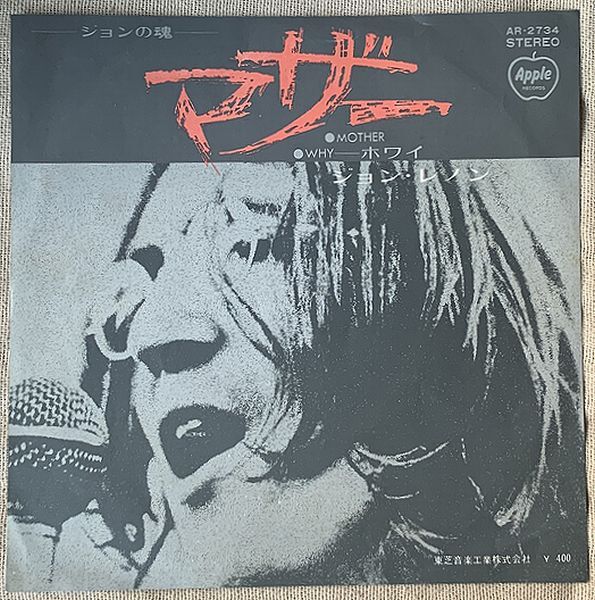 ジョンの魂
AR-2734
STEREO
Apple
RECORDS
マザー
●MOTHER
●WHY──ホワイ
ジョン・レノン
東芝音楽工業株式会社 ¥ 400